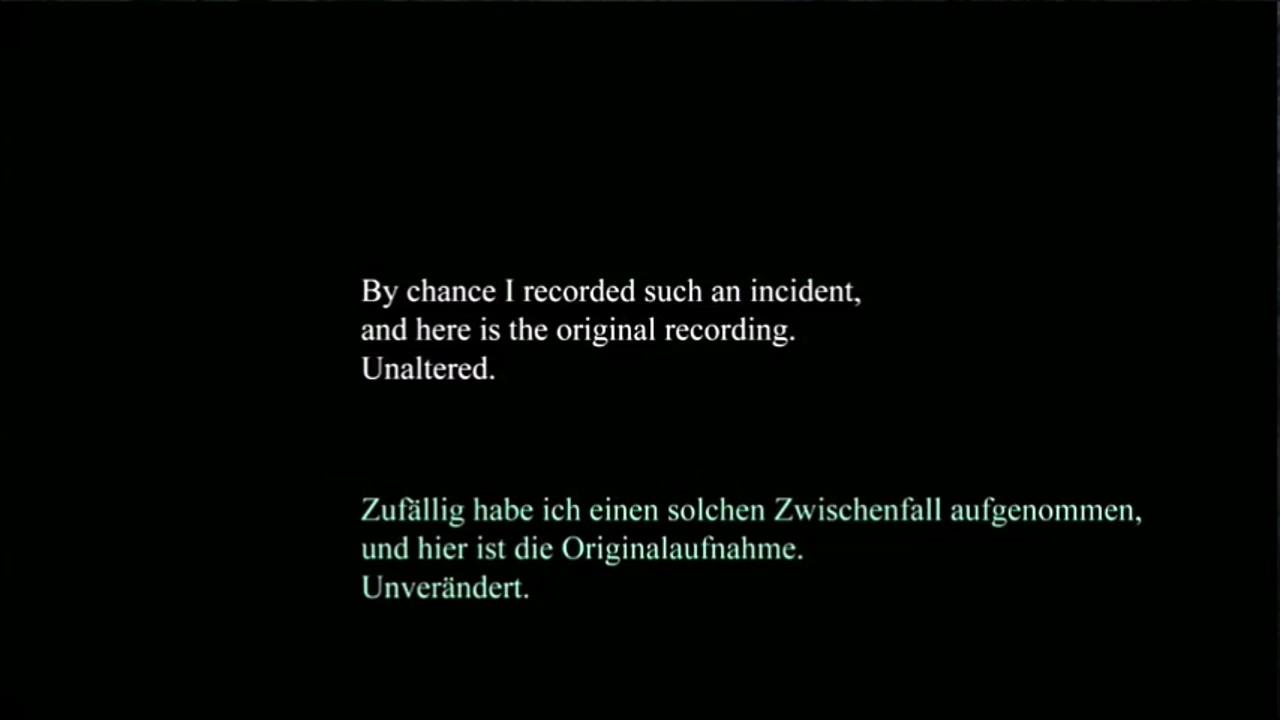 By chance I recorded such an incident,
and here is the original recording.
Unaltered.
Zufällig habe ich einen solchen Zwischenfall aufgenommen,
und hier ist die Originalaufnahme.
Unverändert.